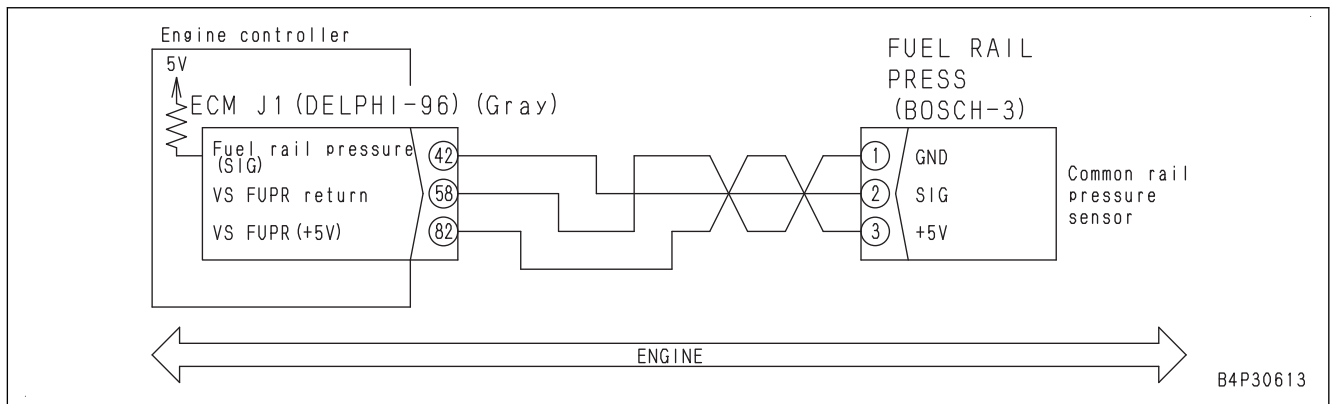 Engine controller
5V
ECM J1(DELPHI-96)(Gray)
Fuel rail pressure
(SIG)
VS FUPR return
VS FUPR(+5V)
42
58
82
FUEL RAIL
PRESS
(BOSCH-3)
1
GND
2
SIG
3
+5V
Common rail
pressure
sensor
ENGINE
B4P30613